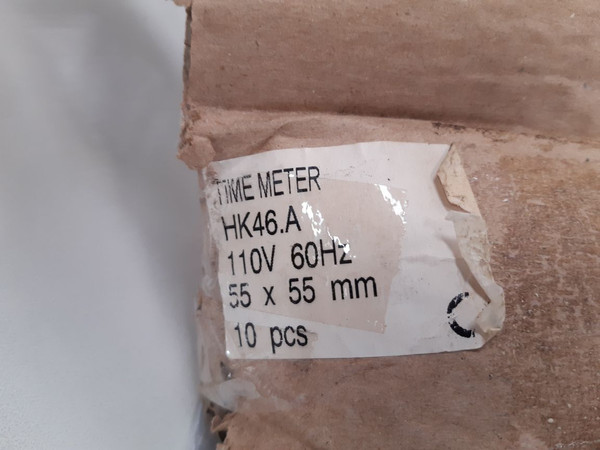 TIME METER
HK46.A
110V 60HZ
55 x 55 mm
10 pcs